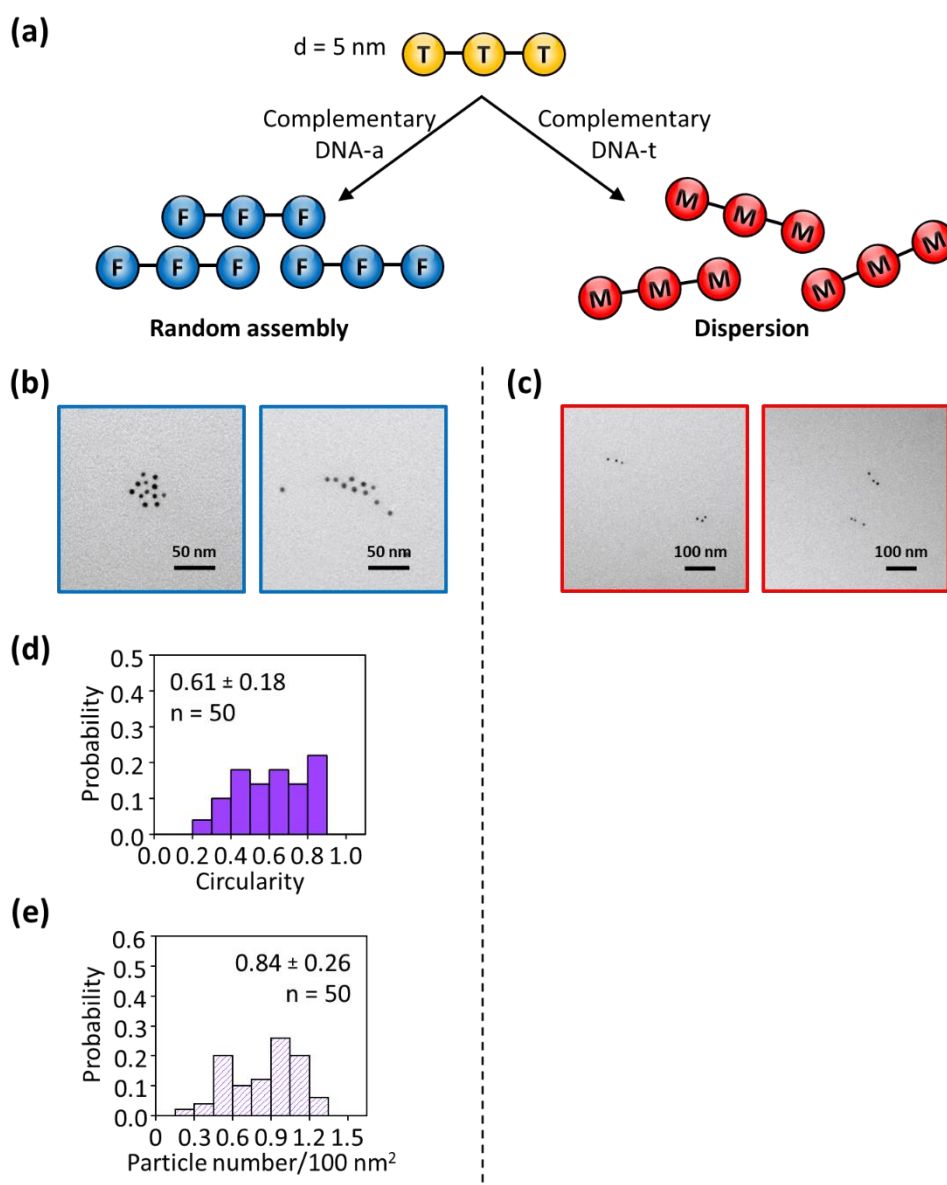 (a)
d = 5 nm
T T T
Complementary
DNA-a
Complementary
DNA-t
F F F
F F F F F F
M M M
M M M
M M M
Random assembly
Dispersion
(b)
50 nm
50 nm
(c)
100 nm
100 nm
(d)
0.61 ± 0.18
n = 50
Probability
0.5
0.4
0.3
0.2
0.1
0.0
0.0 0.2 0.4 0.6 0.8 1.0
Circularity
(e)
0.84 ± 0.26
n = 50
Probability
0.6
0.5
0.4
0.3
0.2
0.1
0.0
0 0.3 0.6 0.9 1.2 1.5
Particle number/100 nm²